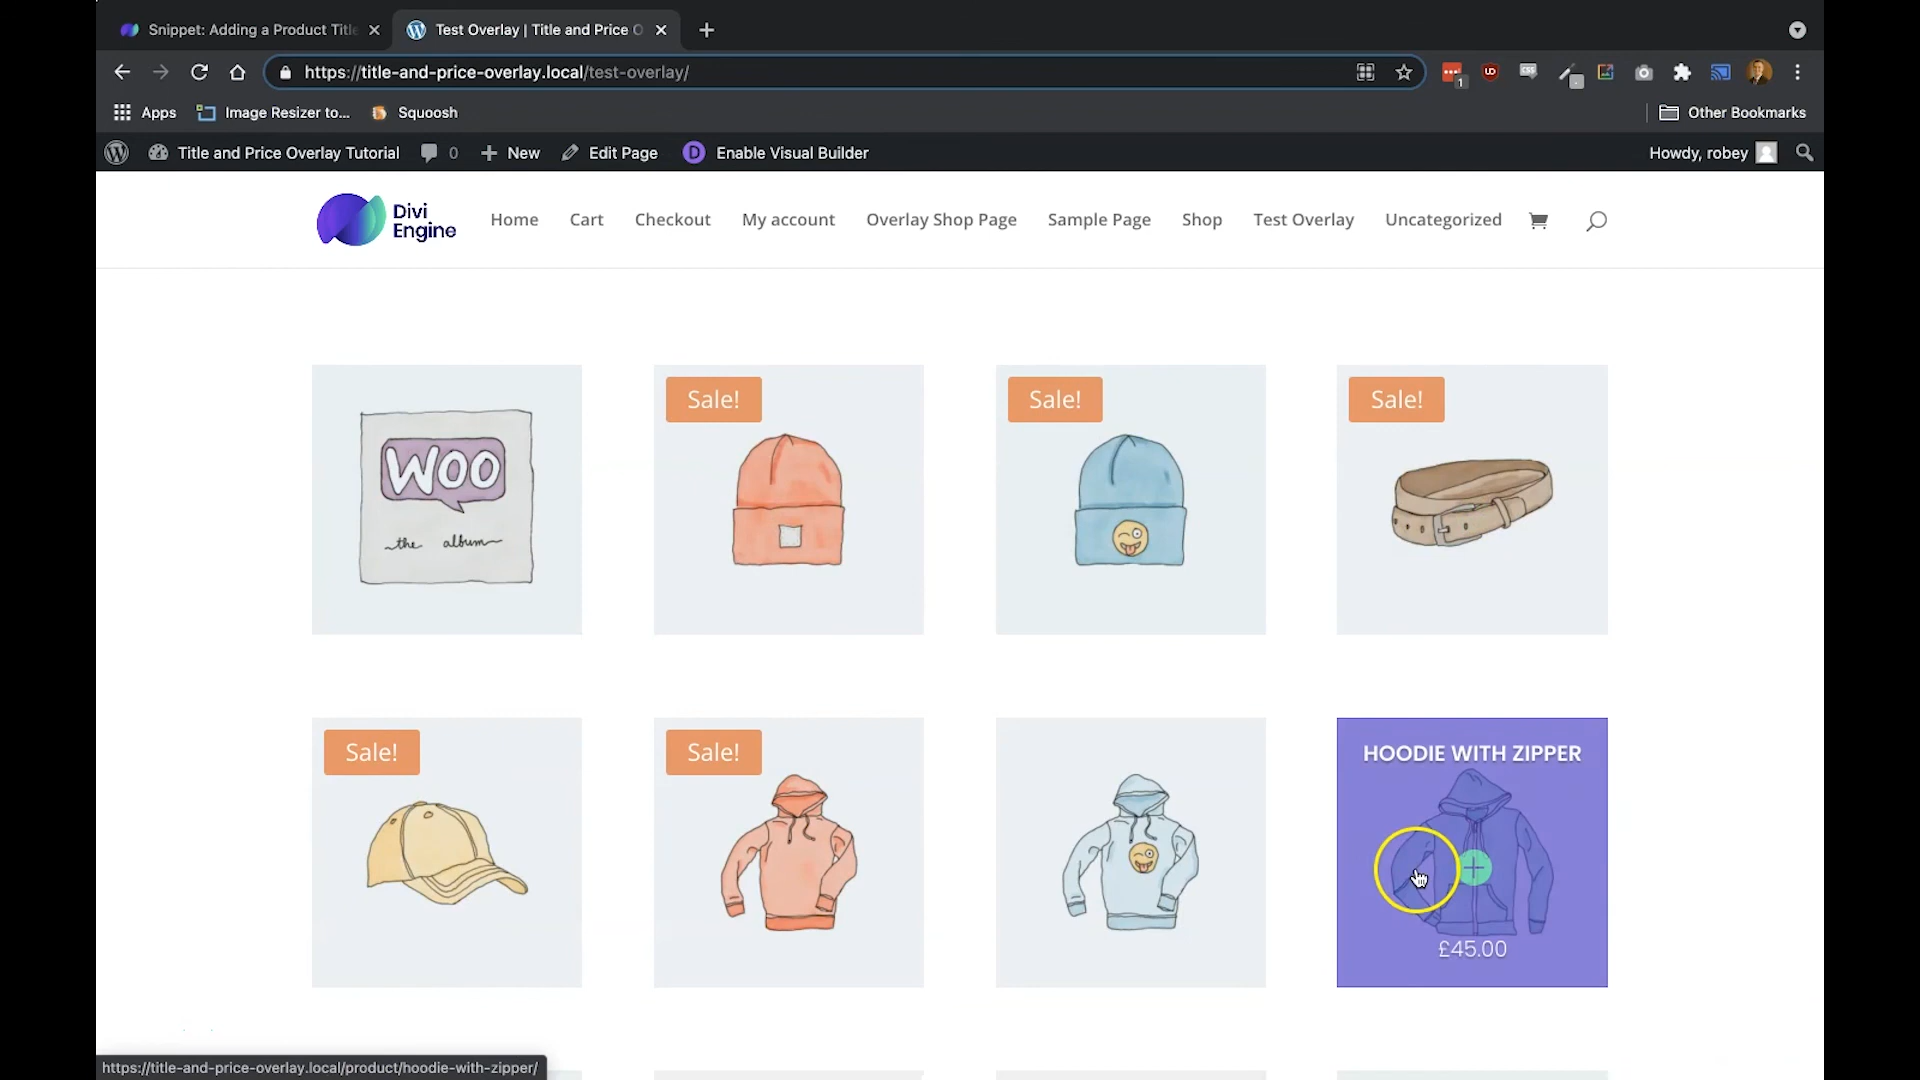 Snippet: Adding a Product Title
Test Overlay | Title and Price O
https://title-and-price-overlay.local/test-overlay/
1
Apps
Image Resizer to...
Squoosh
Other Bookmarks
Title and Price Overlay Tutorial
0
New
Edit Page
D
Enable Visual Builder
Howdy, robey
Divi
Engine
Home
Cart
Checkout
My account
Overlay Shop Page
Sample Page
Shop
Test Overlay
Uncategorized
WOO
the album
Sale!
Sale!
Sale!
Sale!
Sale!
HOODIE WITH ZIPPER
£45.00
https://title-and-price-overlay.local/product/hoodie-with-zipper/